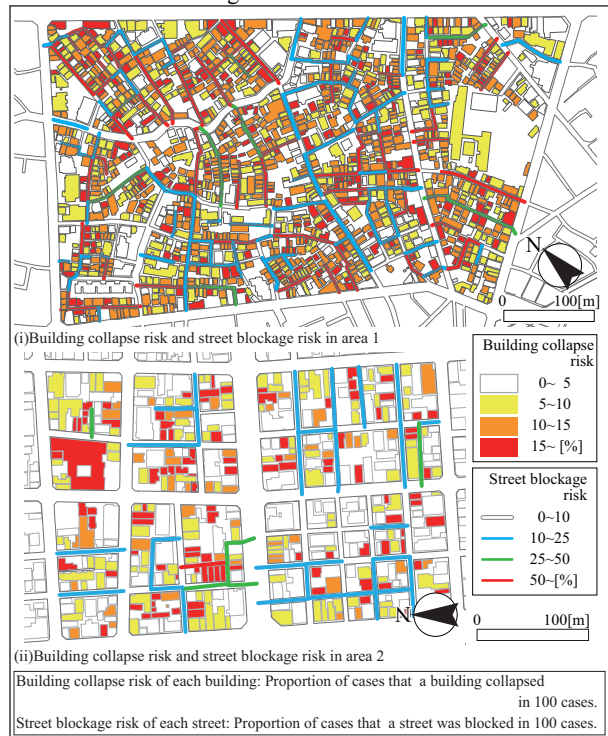 N
0 100[m]
(i)Building collapse risk and street blockage risk in area 1
Building collapse
risk
0~ 5
5~10
10~15
15~ [%]
Street blockage
risk
0~10
10~25
25~50
50~[%]
N
0 100[m]
(ii)Building collapse risk and street blockage risk in area 2
Building collapse risk of each building: Proportion of cases that a building collapsed
in 100 cases.
Street blockage risk of each street: Proportion of cases that a street was blocked in 100 cases.